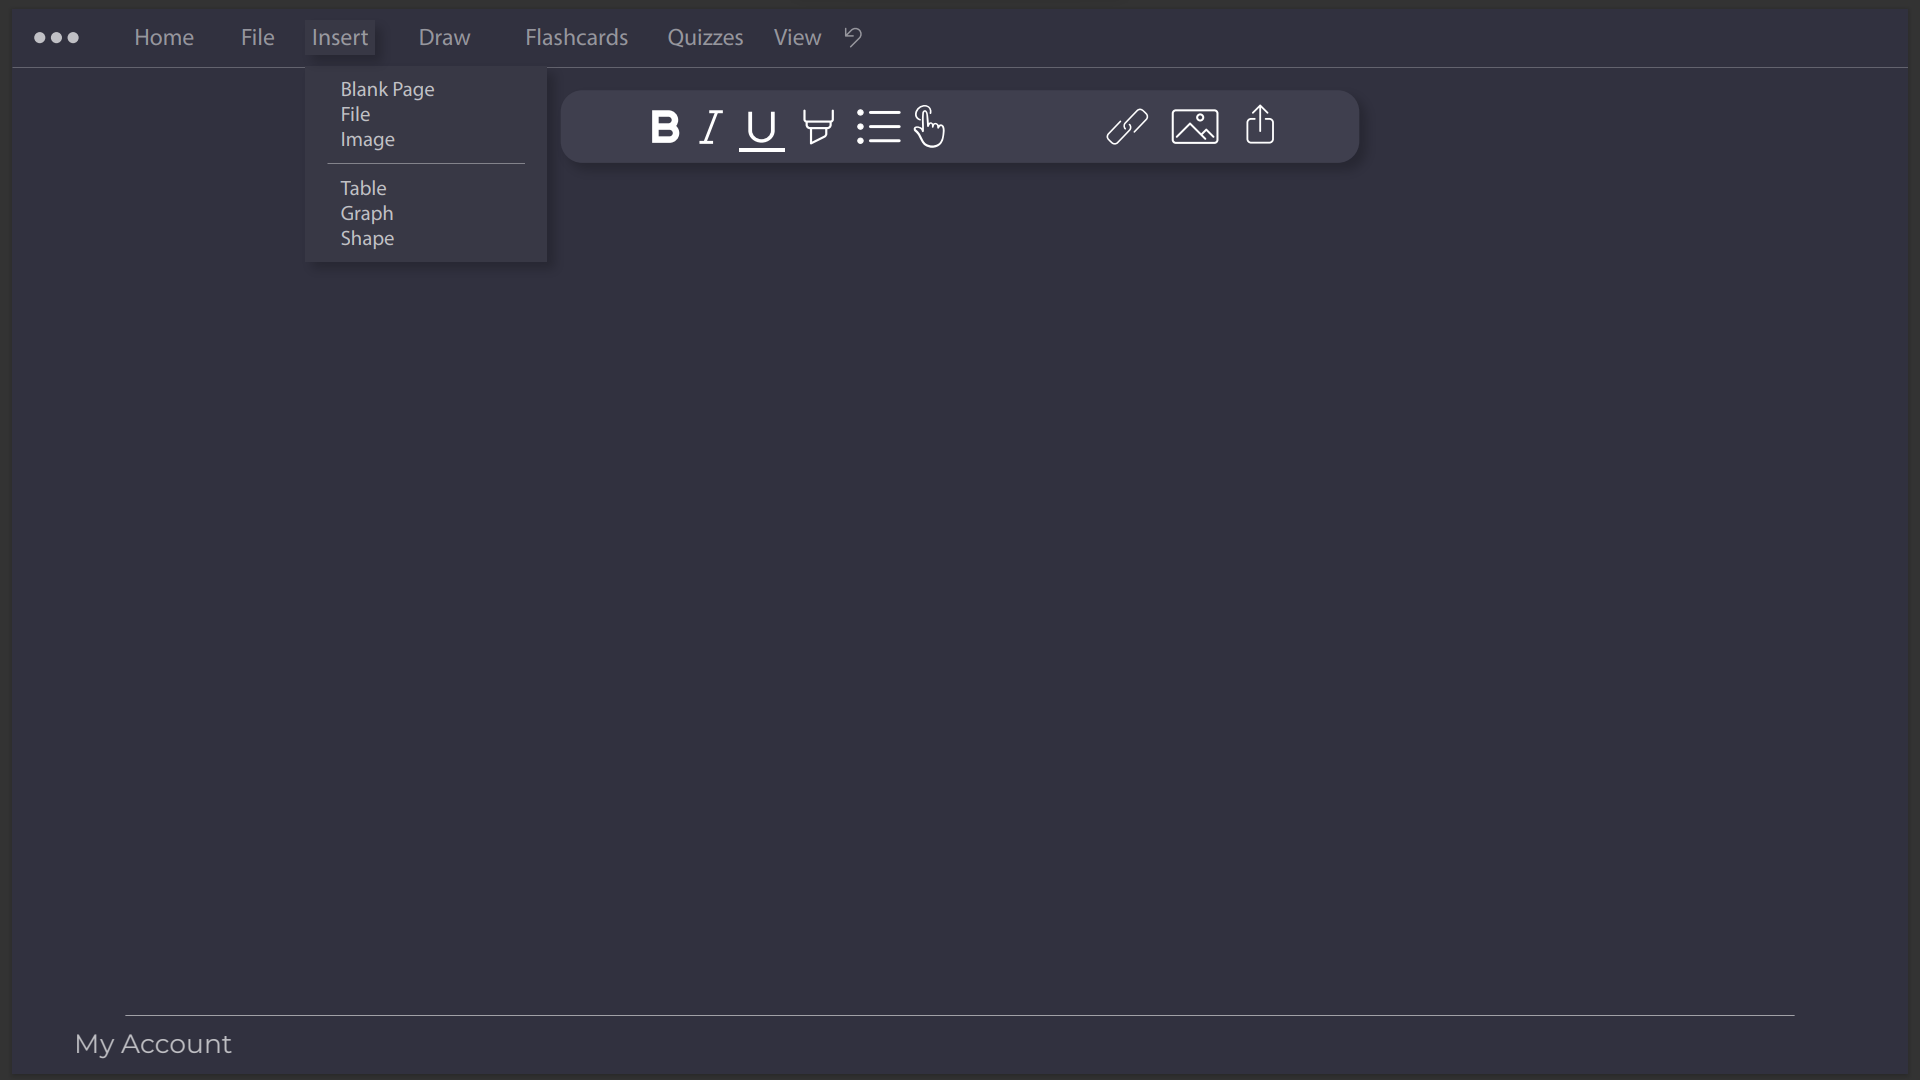 Home File Insert Draw Flashcards Quizzes View
Blank Page
File
Image
B I U
Table
Graph
Shape
My Account